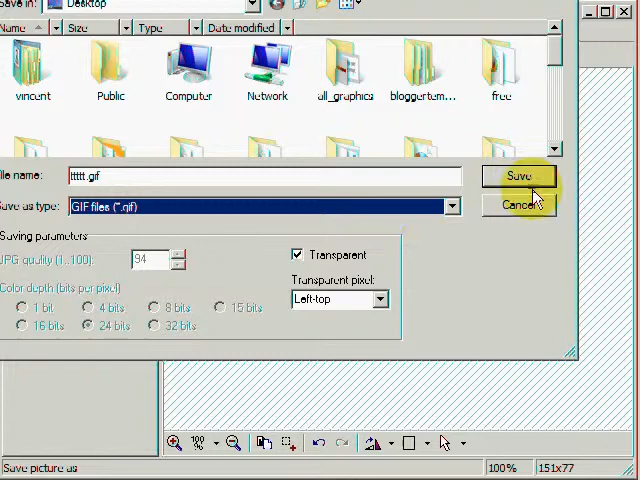 Save in: Desktop
Name Size Type Date modified
vincent Public Computer Network all_graphics bloggertem... free
File name: ttttt.gif Save
Save as type: GIF files (*.gif) Cancel
Saving parameters
JPG quality (1..100): 94 Transparent
Transparent pixel:
Color depth (bits per pixel)
Left-top
1 bit 4 bits 8 bits 15 bits
16 bits 24 bits 32 bits
100%
Save picture as 100% 151x77